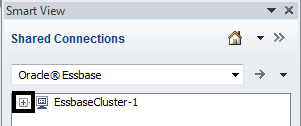 Smart View
Shared Connections
Oracle® Essbase
EssbaseCluster-1